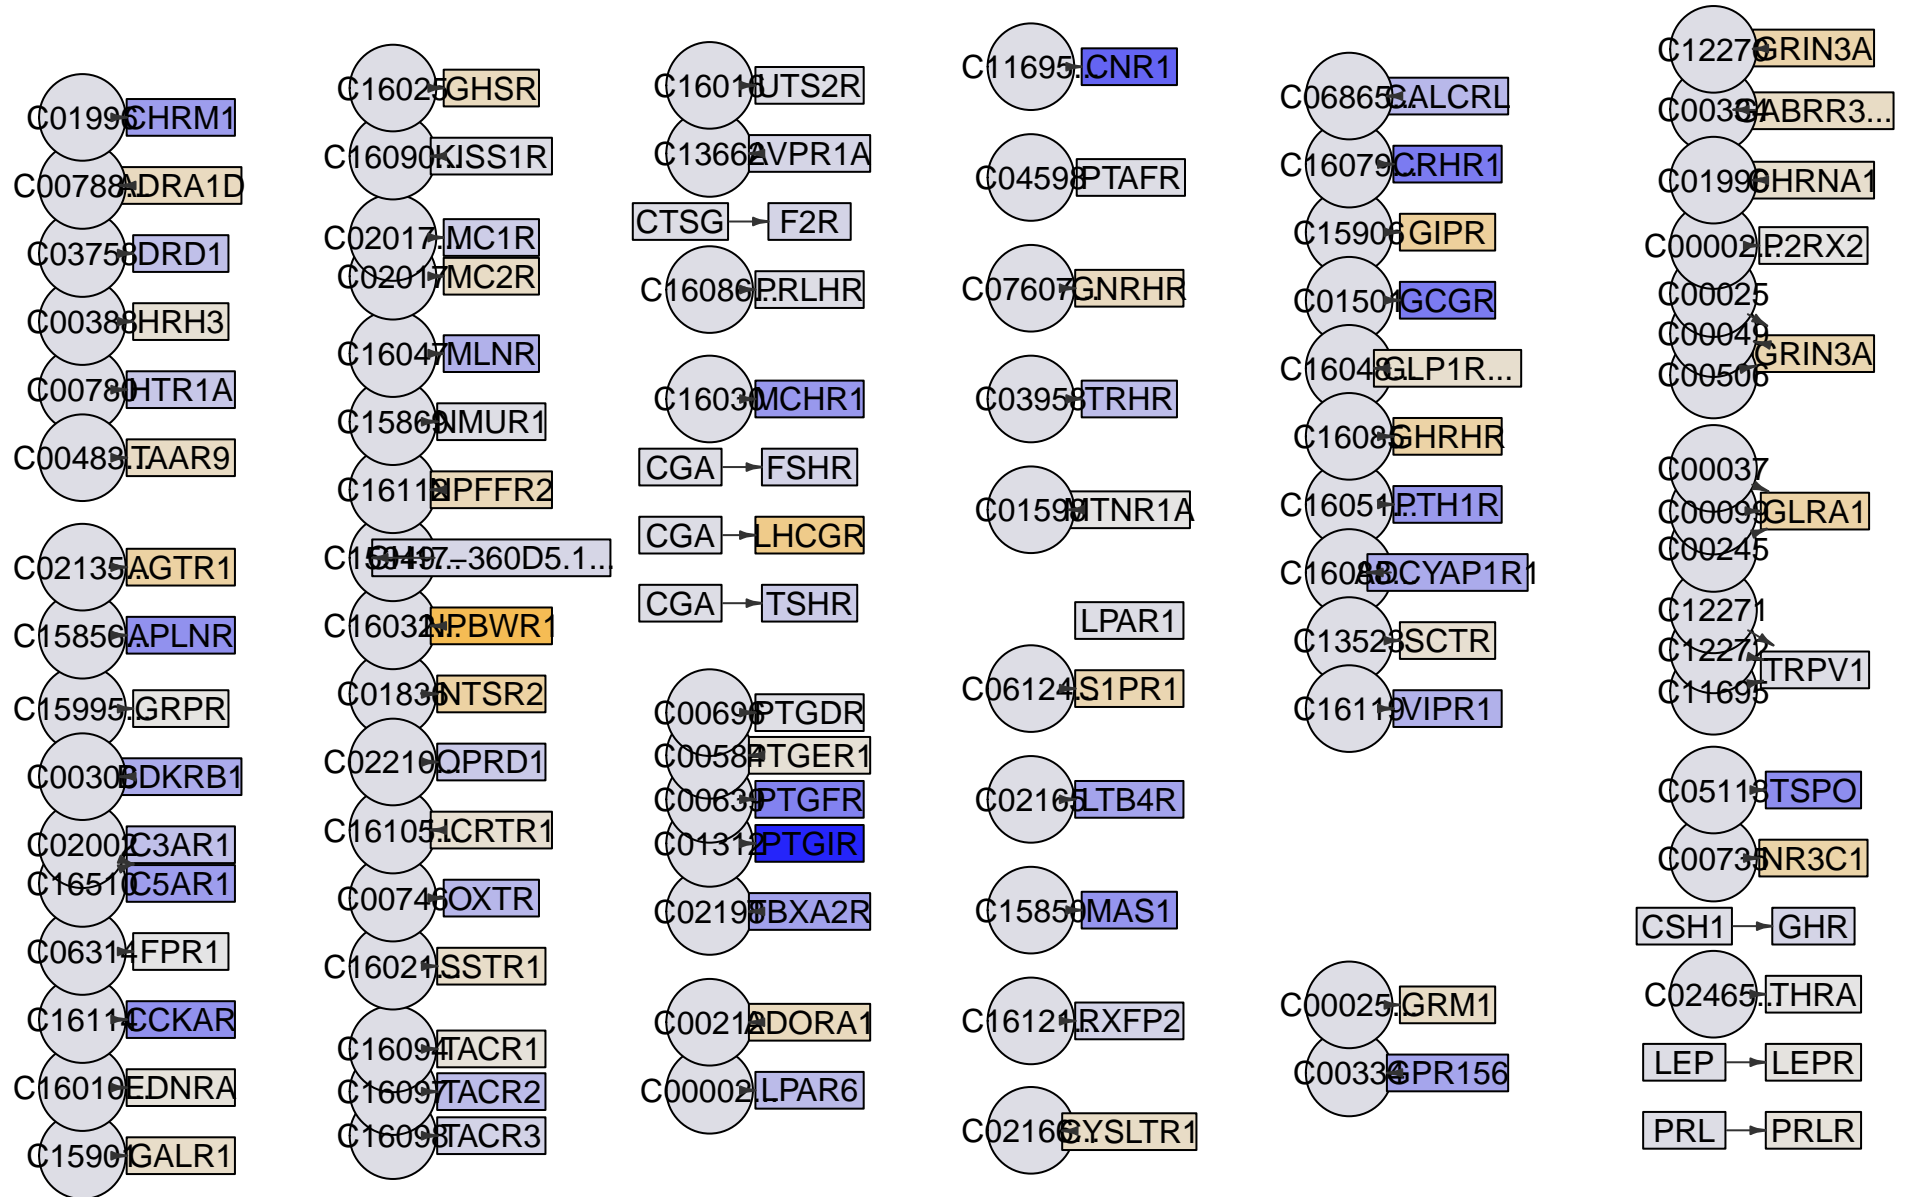 C01996 CHRM1
C00788... ADRA1D
C03758 DRD1
C00388 HRH3
C00780 HTR1A
C00483... TAAR9
C02135... AGTR1
C15856... APLNR
C15995... GRPR
C00306 BDKRB1
C02002 C3AR1
C16510 C5AR1
C06314 FPR1
C16114 CCKAR
C16010... EDNRA
C15901 GALR1
C16025 GHSR
C16090... KISS1R
C02017... MC1R
C02017 MC2R
C16047 MLNR
C15869 NMUR1
C16118 NPFFR2
C16032... NPBWR1
C01836 NTSR2
C02210... OPRD1
C16105... HCRTR1
C00746 OXTR
C16021... SSTR1
C16094 TACR1
C16097 TACR2
C16098 TACR3
C16016 UTS2R
C13662 AVPR1A
CTSG F2R
C16086... PRLHR
C16030 MCHR1
CGA FSHR
CGA LHCGR
CGA TSHR
C00696 PTGDR
C00584 PTGER1
C00639 PTGFR
C01312 PTGIR
C02198 TBXA2R
C00212 ADORA1
C00002... LPAR6
C11695... CNR1
C04598 PTAFR
C07607... GNRHR
C03958 TRHR
C01598 MTNR1A
LPAR1
C06124... S1PR1
C02165 LTB4R
C15850 MAS1
C16121... RXFP2
C02166... CYSLTR1
C06865... CALCRL
C16079... CRHR1
C15906 GIPR
C01501 GCGR
C16048... GLP1R...
C16085 GHRHR
C16051... PTH1R
ADCYAP1R1
C13523 SCTR
C16119 VIPR1
C00025... GRM1
C00334 GPR156
C12270 GRIN3A
C00334 GABRR3...
C01996 CHRNA1
C00002... P2RX2
C00025
C00049 GRIN3A
C00506
C00037
C00099 GLRA1
C00245
C12271
C12272 TRPV1
C11695
C05113 TSPO
C00735 NR3C1
CSH1 GHR
C02465... THRA
LEP LEPR
PRL PRLR